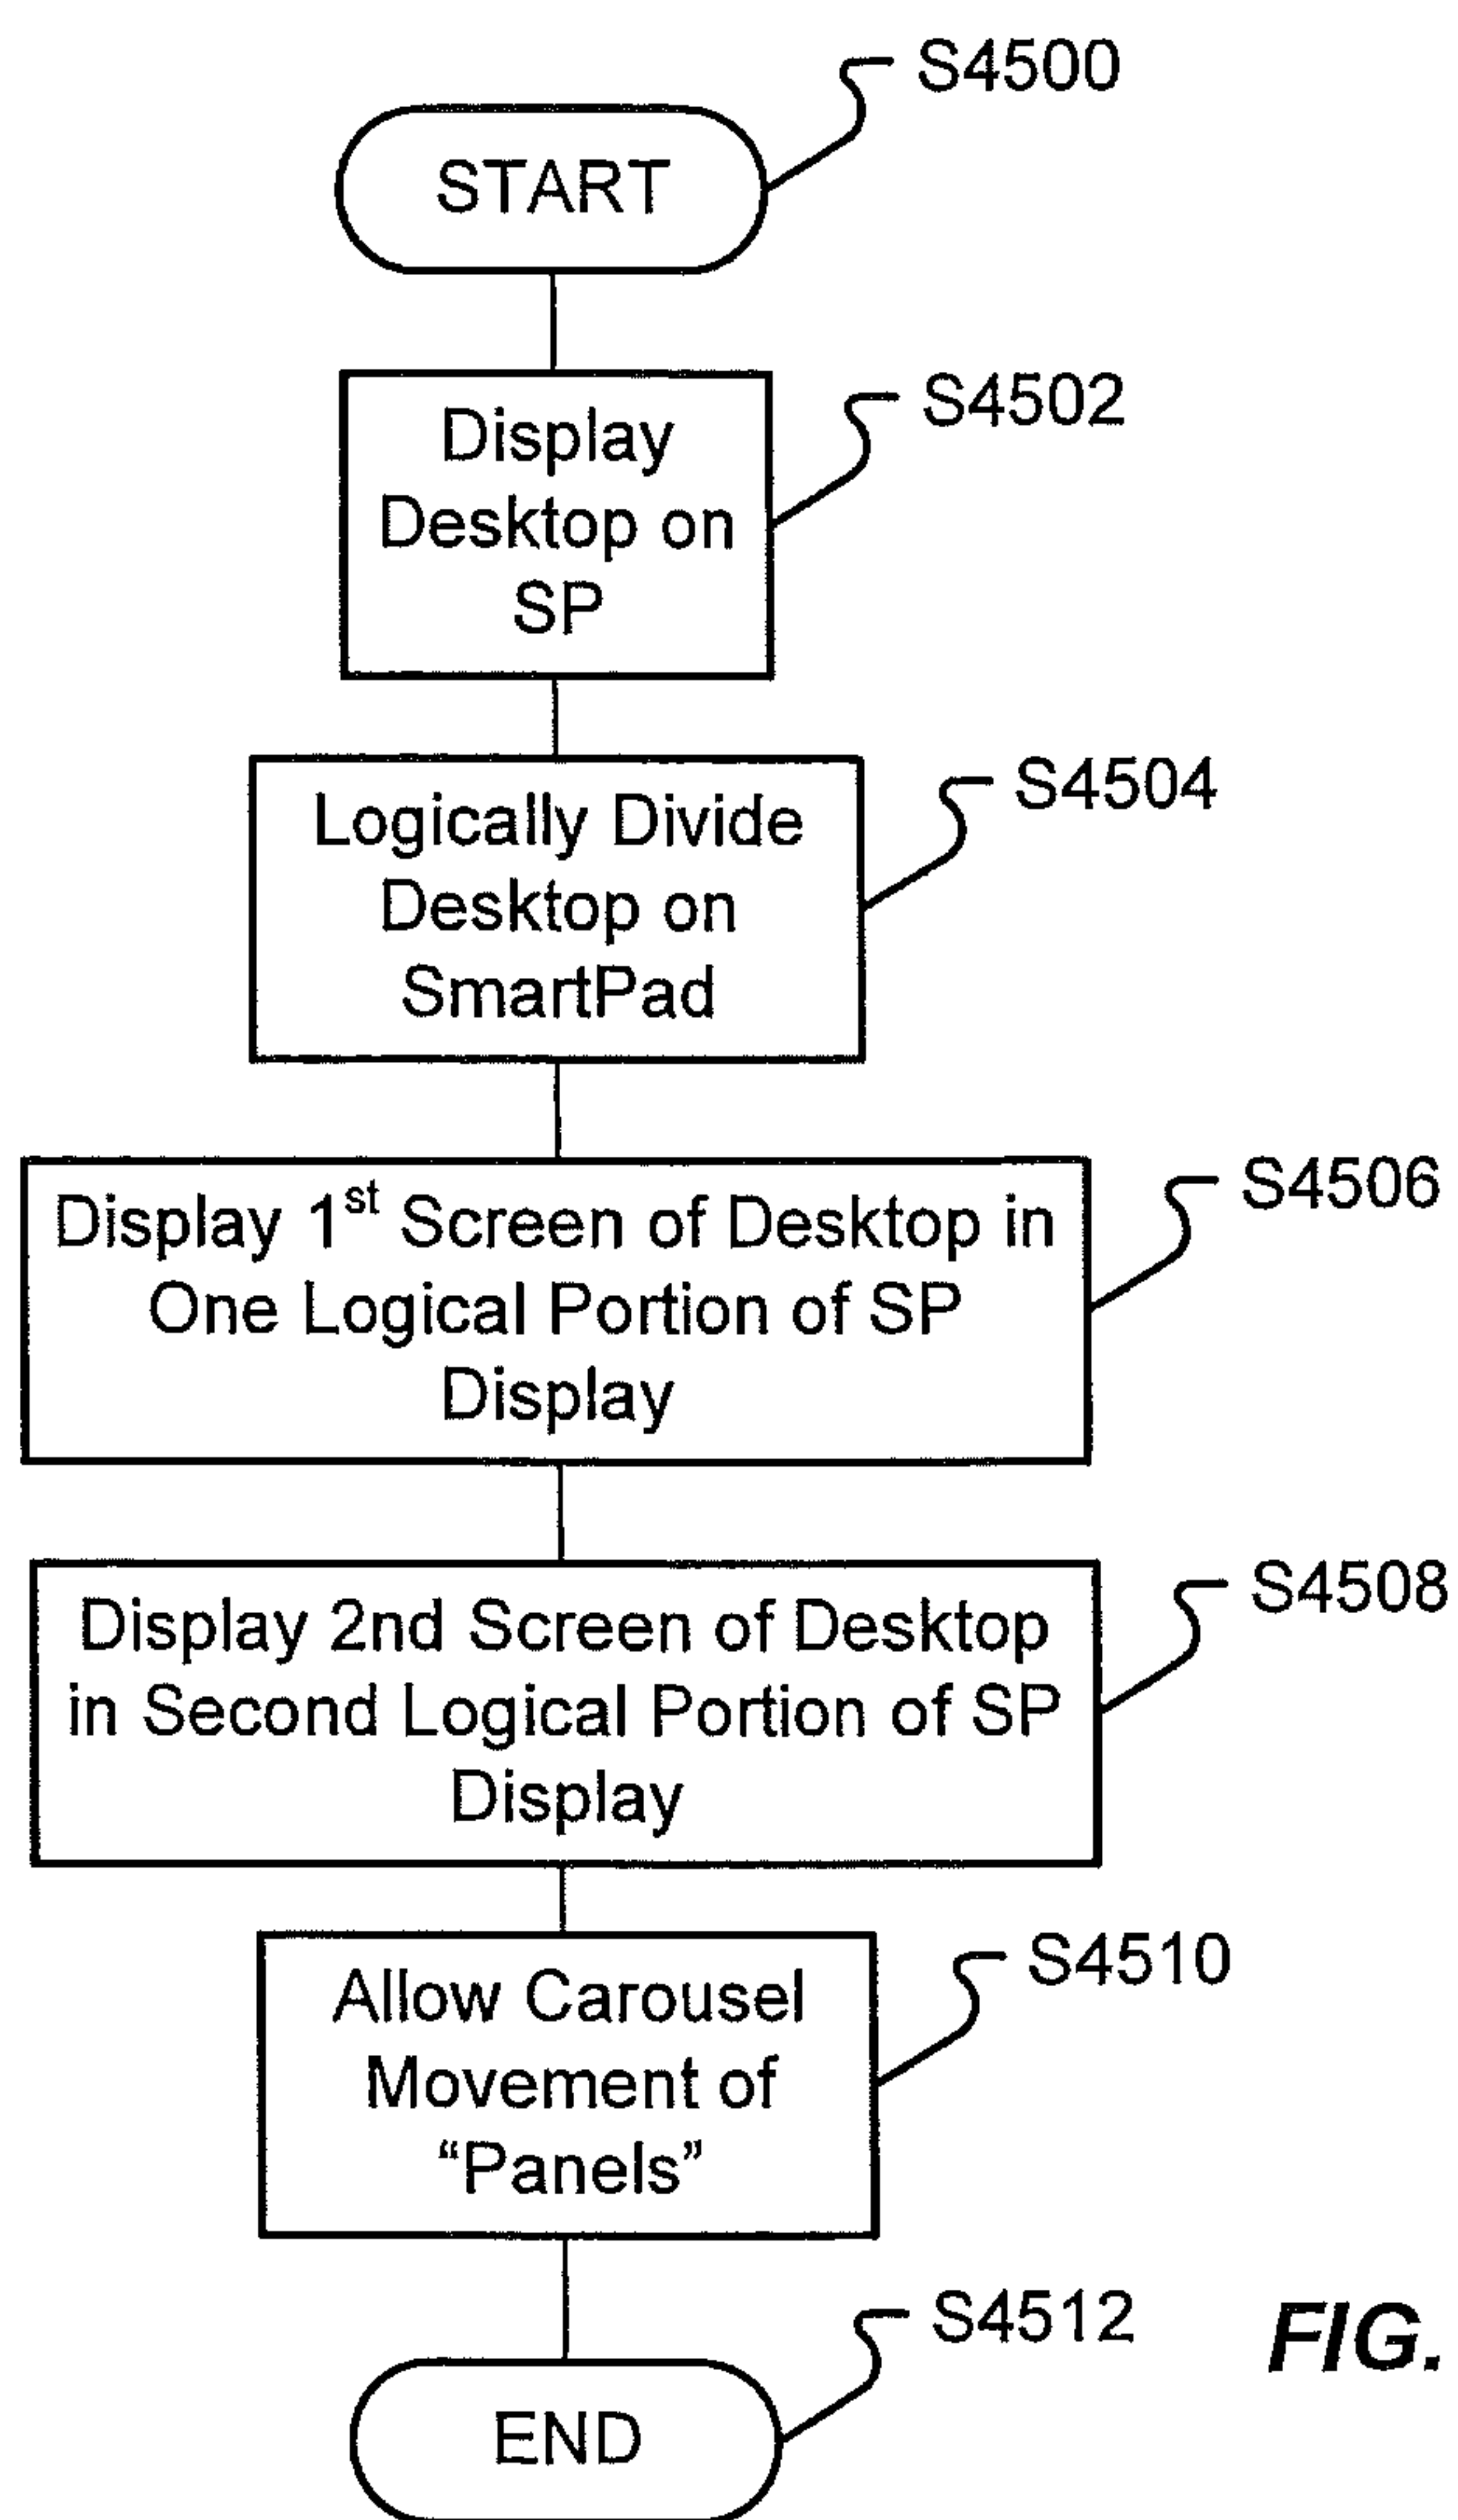 S4500
START
S4502
Display
Desktop on
SP
S4504
Logically Divide
Desktop on
SmartPad
S4506
Display 1st Screen of Desktop in
One Logical Portion of SP
Display
S4508
Display 2nd Screen of Desktop
in Second Logical Portion of SP
Display
S4510
Allow Carousel
Movement of
“Panels”
S4512
END
FIG.